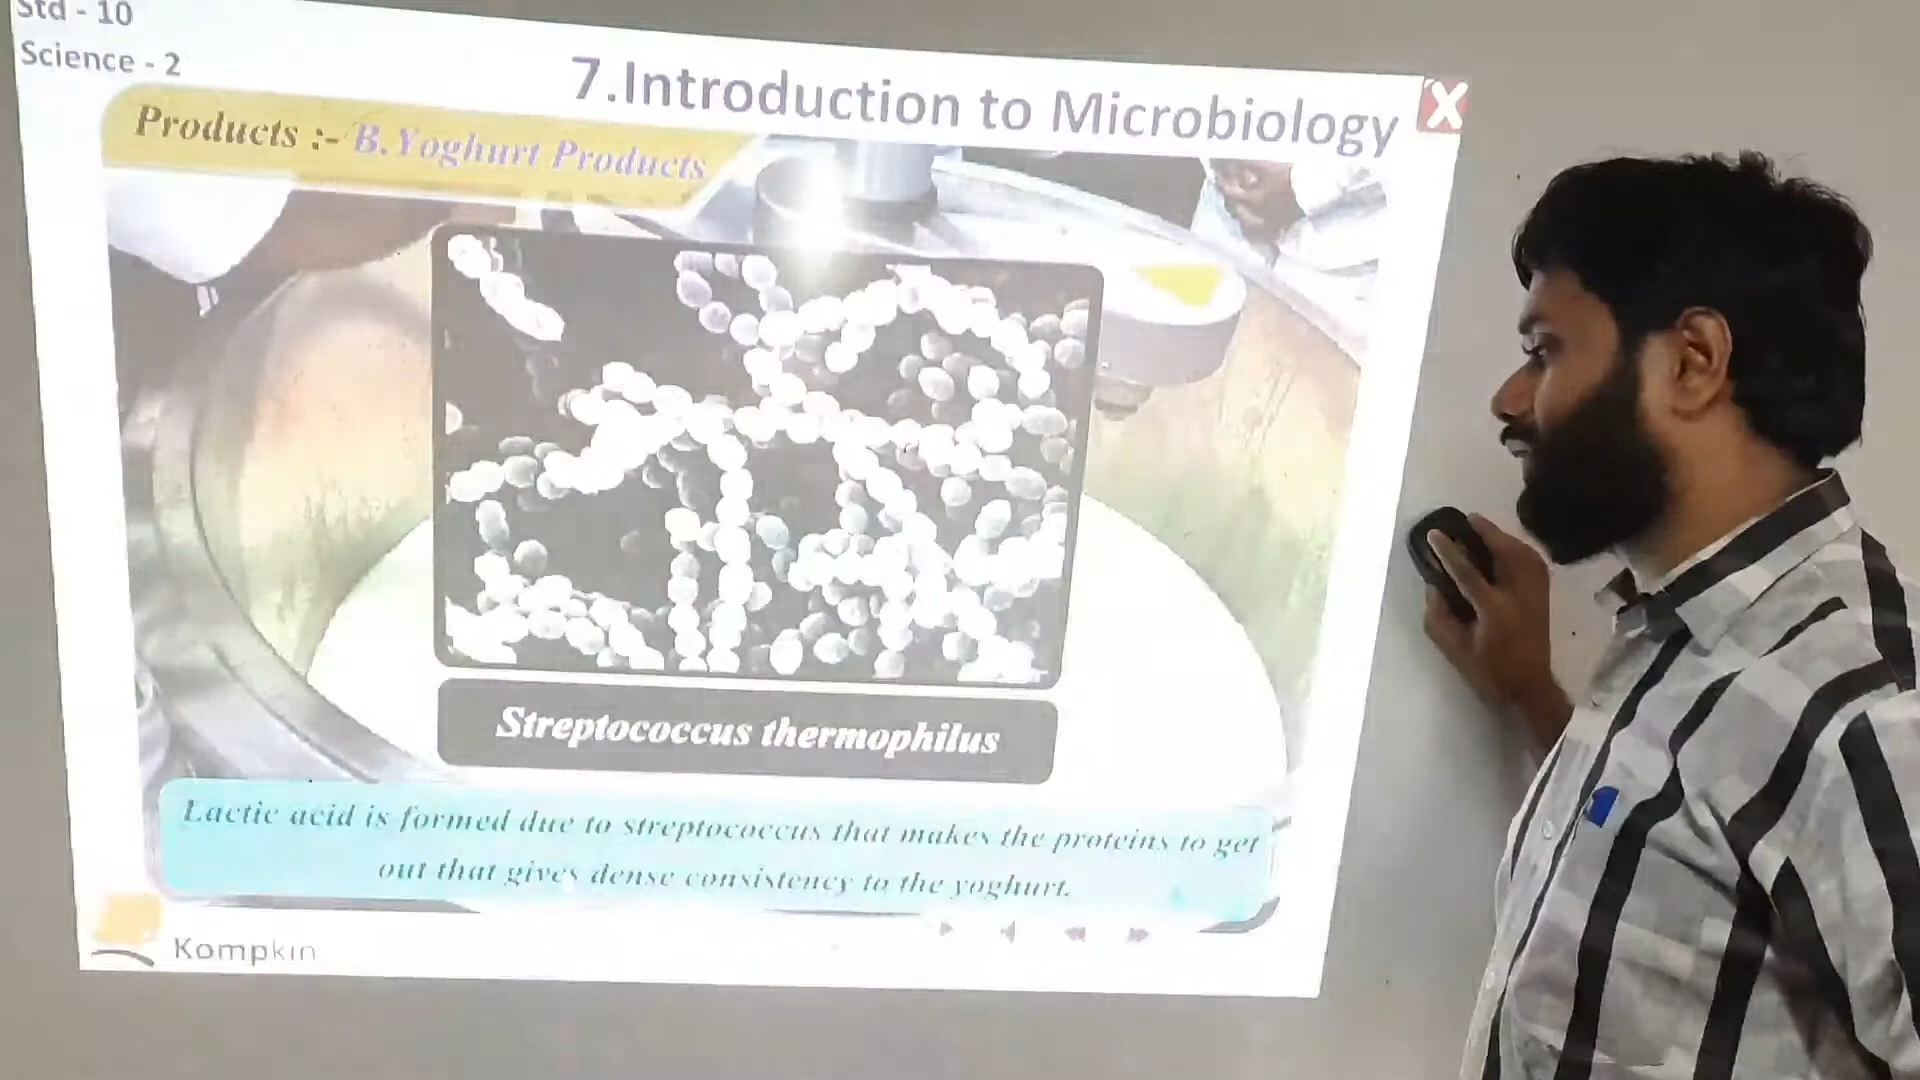 Std - 10
Science - 2
7.Introduction to Microbiology
X
Products :- B.Yoghurt Products
Streptococcus thermophilus
Lactic acid is formed due to streptococcus that makes the proteins to get
out that gives dense consistency to the yoghurt.
Kompkin